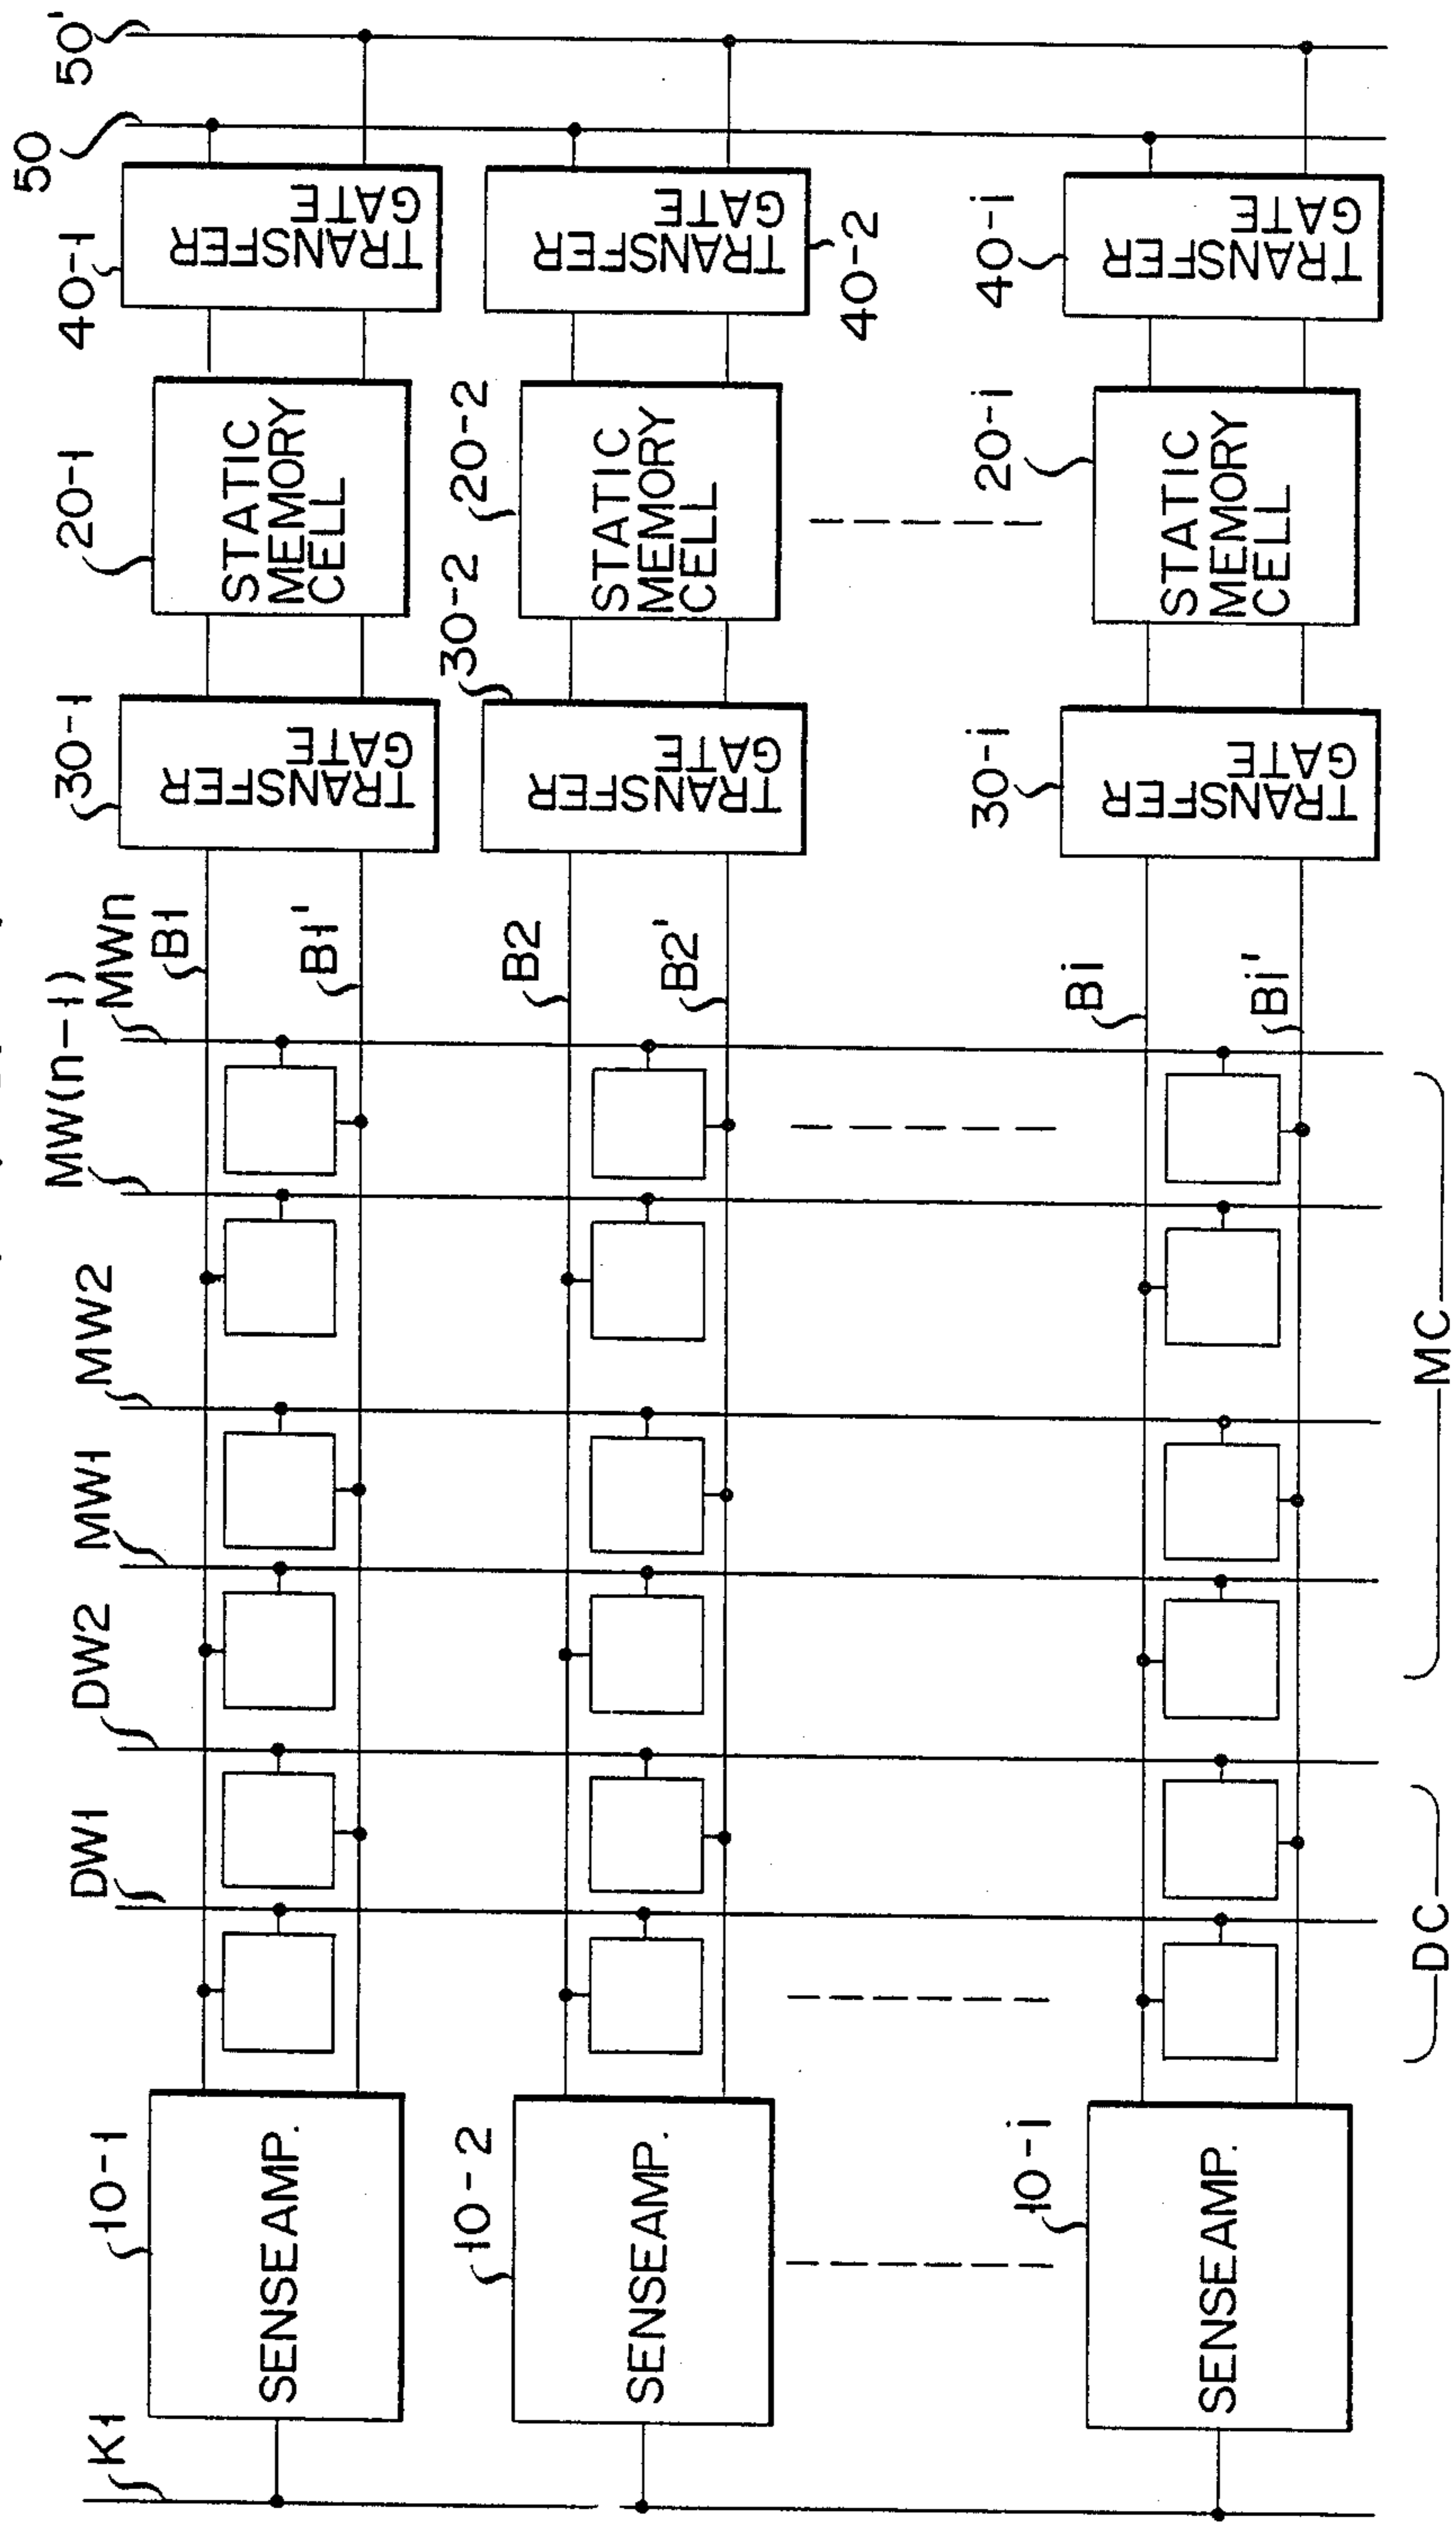 K1
10-1
SENSE AMP.
DW1
DW2
MW1
MW2
MW(n-1)
MWn
B1
B1'
30-1
TRANSFER
GATE
20-1
STATIC
MEMORY
CELL
40-1
TRANSFER
GATE
50
50'
10-2
SENSE AMP.
B2
B2'
30-2
TRANSFER
GATE
20-2
STATIC
MEMORY
CELL
40-2
TRANSFER
GATE
10-i
SENSE AMP.
Bi
Bi'
30-i
TRANSFER
GATE
20-i
STATIC
MEMORY
CELL
40-i
TRANSFER
GATE
DC
MC